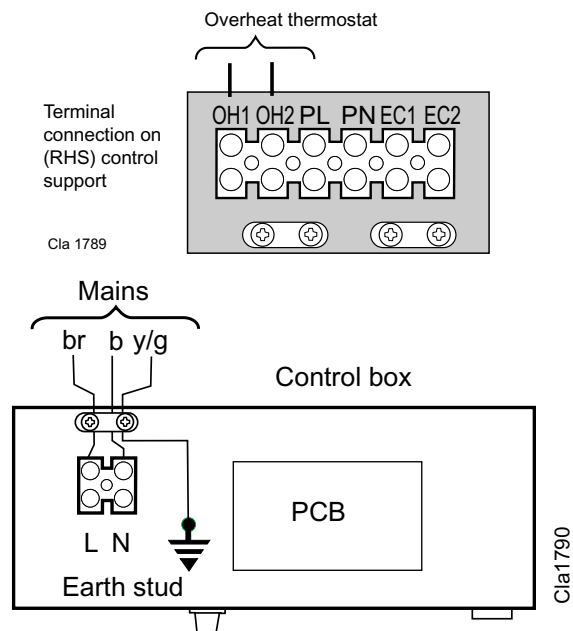 Overheat thermostat
Terminal
connection on
(RHS) control
support
OH1 OH2 PL PN EC1 EC2
Cla 1789
Mains
br b y/g
Control box
L N
PCB
Earth stud
Cla1790